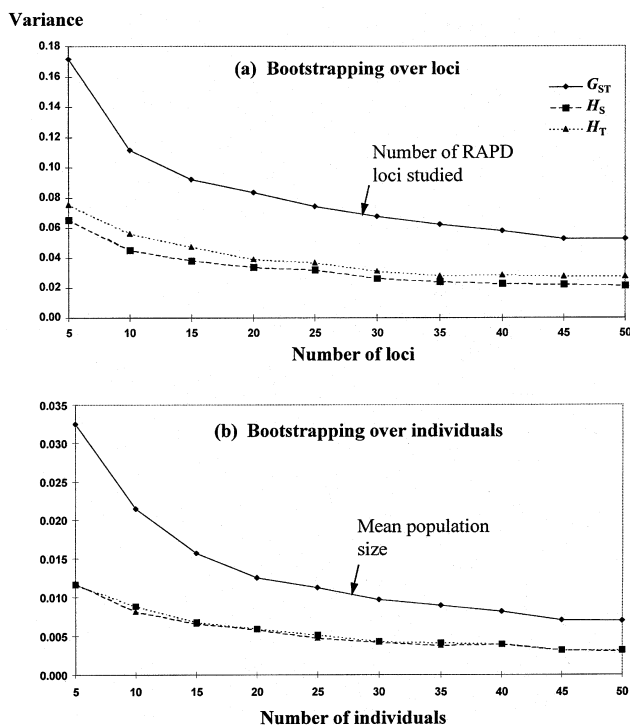 Variance
0.18
0.16
0.14
0.12
0.10
0.08
0.06
0.04
0.02
0.00
(a) Bootstrapping over loci
GST
HS
HT
Number of RAPD
loci studied
5 10 15 20 25 30 35 40 45 50
Number of loci
0.035
0.030
0.025
0.020
0.015
0.010
0.005
0.000
(b) Bootstrapping over individuals
Mean population
size
5 10 15 20 25 30 35 40 45 50
Number of individuals